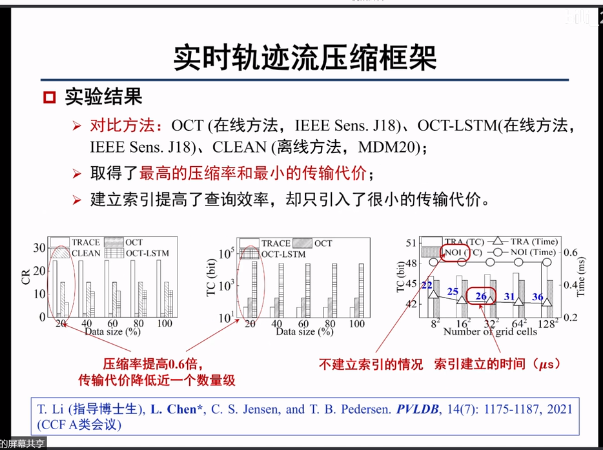 实时轨迹流压缩框架
实验结果
对比方法：OCT (在线方法，IEEE Sens. J18)、OCT-LSTM(在线方法，
IEEE Sens. J18)、CLEAN (离线方法，MDM20)；
取得了最高的压缩率和最小的传输代价；
建立索引提高了查询效率，却只引入了很小的传输代价。
TRACE OCT
CLEAN OCT-LSTM
CR
30
20
10
0
20 40 60 80 100
Data size (%)
TRACE OCT
OCT-LSTM
TC (bit)
10^5
10^3
10^1
20 40 60 80 100
Data size (%)
TRA (TC) TRA (Time)
NOI (TC) NOI (Time)
TC (bit)
51
48
45
42
22 25 26 31 36
0.6
0.4
0.2
Time (ms)
8^2 16^2 32^2 64^2 128^2
Number of grid cells
压缩率提高0.6倍，
传输代价降低近一个数量级
不建立索引的情况 索引建立的时间（μs）
T. Li (指导博士生), L. Chen*, C. S. Jensen, and T. B. Pedersen. PVLDB, 14(7): 1175-1187, 2021
(CCF A类会议)
的屏幕共享